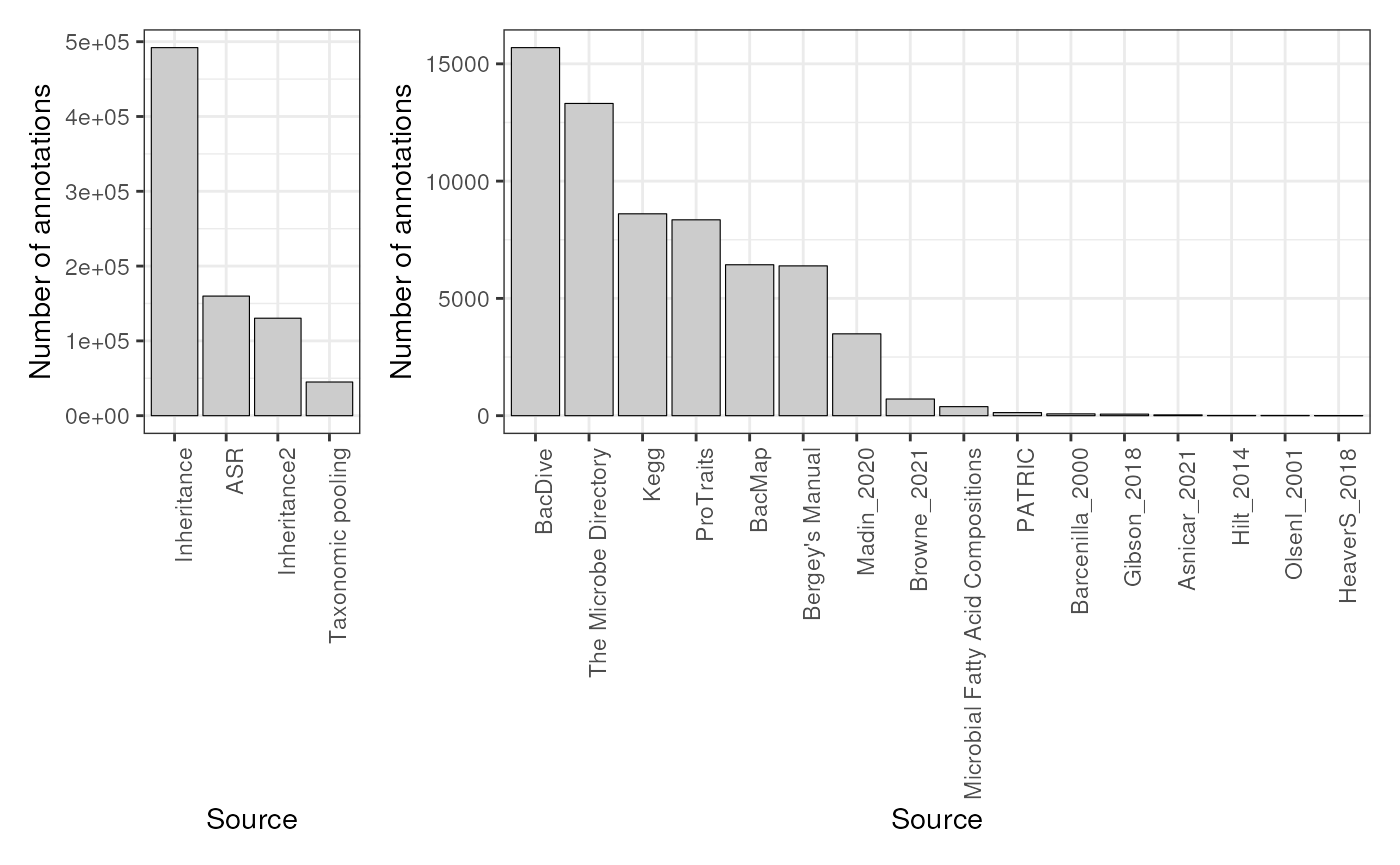 Number of annotations
5e+05
4e+05
3e+05
2e+05
1e+05
0e+00
Inheritance
ASR
Inheritance2
Taxonomic pooling
Source
Number of annotations
15000
10000
5000
0
BacDive
The Microbe Directory
Kegg
ProTraits
BacMap
Bergey's Manual
Madin_2020
Browne_2021
Microbial Fatty Acid Compositions
PATRIC
Barcenilla_2000
Gibson_2018
Asnicar_2021
Hilt_2014
OlsenI_2001
HeaverS_2018
Source